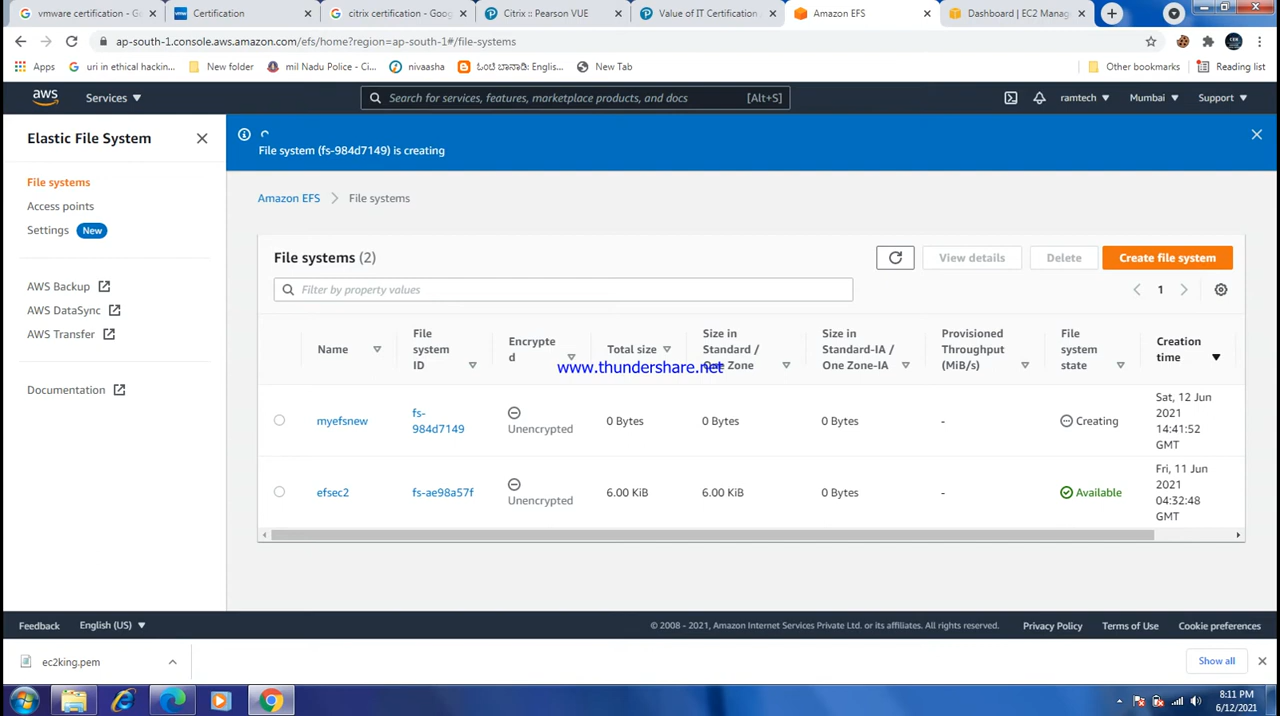 vmware certification - G
Certification
citrix certification - Goog
Citrix :: Pearson VUE
Value of IT Certification
Amazon EFS
Dashboard | EC2 Manag
ap-south-1.console.aws.amazon.com/efs/home?region=ap-south-1#/file-systems
Apps
uri in ethical hackin...
New folder
mil Nadu Police - Ci...
nivaasha
ಓಂಟಿ ಬಾನಾಡಿ: Englis...
New Tab
Other bookmarks
Reading list
aws
Services
Search for services, features, marketplace products, and docs
[Alt+S]
ramtech
Mumbai
Support
Elastic File System
File system (fs-984d7149) is creating
File systems
Access points
Settings
New
AWS Backup
AWS DataSync
AWS Transfer
Documentation
Amazon EFS
File systems
File systems (2)
View details
Delete
Create file system
Filter by property values
1
Name
File
system
ID
Encrypte
d
Total size
Size in
Standard /
One Zone
Size in
Standard-IA /
One Zone-IA
Provisioned
Throughput
(MiB/s)
File
system
state
Creation
time
www.thundershare.net
myefsnew
fs-
984d7149
Unencrypted
0 Bytes
0 Bytes
0 Bytes
-
Creating
Sat, 12 Jun
2021
14:41:52
GMT
efsec2
fs-ae98a57f
Unencrypted
6.00 KiB
6.00 KiB
0 Bytes
-
Available
Fri, 11 Jun
2021
04:32:48
GMT
Feedback
English (US)
© 2008 - 2021, Amazon Internet Services Private Ltd. or its affiliates. All rights reserved.
Privacy Policy
Terms of Use
Cookie preferences
ec2king.pem
Show all
8:11 PM
6/12/2021